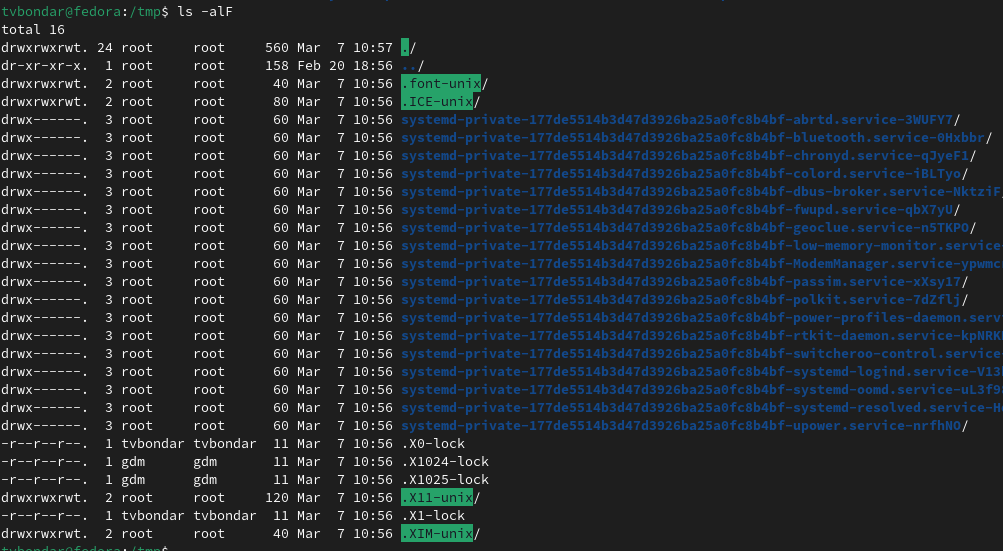 tvbondar@fedora:/tmp$ ls -alF
total 16
drwxrwxrwt. 24 root     root     560 Mar  7 10:57 ./
dr-xr-xr-x.  1 root     root     158 Feb 20 18:56 ../
drwxrwxrwt.  2 root     root      40 Mar  7 10:56 .font-unix/
drwxrwxrwt.  2 root     root      80 Mar  7 10:56 .ICE-unix/
drwx------.  3 root     root      60 Mar  7 10:56 systemd-private-177de5514b3d47d3926ba25a0fc8b4bf-abrtd.service-3WUFY7/
drwx------.  3 root     root      60 Mar  7 10:56 systemd-private-177de5514b3d47d3926ba25a0fc8b4bf-bluetooth.service-0Hxbbr/
drwx------.  3 root     root      60 Mar  7 10:56 systemd-private-177de5514b3d47d3926ba25a0fc8b4bf-chronyd.service-qJyeF1/
drwx------.  3 root     root      60 Mar  7 10:56 systemd-private-177de5514b3d47d3926ba25a0fc8b4bf-colord.service-iBLTyo/
drwx------.  3 root     root      60 Mar  7 10:56 systemd-private-177de5514b3d47d3926ba25a0fc8b4bf-dbus-broker.service-NktziF/
drwx------.  3 root     root      60 Mar  7 10:56 systemd-private-177de5514b3d47d3926ba25a0fc8b4bf-fwupd.service-qbX7yU/
drwx------.  3 root     root      60 Mar  7 10:56 systemd-private-177de5514b3d47d3926ba25a0fc8b4bf-geoclue.service-n5TKPO/
drwx------.  3 root     root      60 Mar  7 10:56 systemd-private-177de5514b3d47d3926ba25a0fc8b4bf-low-memory-monitor.service
drwx------.  3 root     root      60 Mar  7 10:56 systemd-private-177de5514b3d47d3926ba25a0fc8b4bf-ModemManager.service-ypwmc
drwx------.  3 root     root      60 Mar  7 10:56 systemd-private-177de5514b3d47d3926ba25a0fc8b4bf-passim.service-xXsy17/
drwx------.  3 root     root      60 Mar  7 10:56 systemd-private-177de5514b3d47d3926ba25a0fc8b4bf-polkit.service-7dZflj/
drwx------.  3 root     root      60 Mar  7 10:56 systemd-private-177de5514b3d47d3926ba25a0fc8b4bf-power-profiles-daemon.serv
drwx------.  3 root     root      60 Mar  7 10:56 systemd-private-177de5514b3d47d3926ba25a0fc8b4bf-rtkit-daemon.service-kpNRK
drwx------.  3 root     root      60 Mar  7 10:56 systemd-private-177de5514b3d47d3926ba25a0fc8b4bf-switcheroo-control.service-
drwx------.  3 root     root      60 Mar  7 10:56 systemd-private-177de5514b3d47d3926ba25a0fc8b4bf-systemd-logind.service-V13
drwx------.  3 root     root      60 Mar  7 10:56 systemd-private-177de5514b3d47d3926ba25a0fc8b4bf-systemd-oomd.service-uL3f9
drwx------.  3 root     root      60 Mar  7 10:56 systemd-private-177de5514b3d47d3926ba25a0fc8b4bf-systemd-resolved.service-H
drwx------.  3 root     root      60 Mar  7 10:56 systemd-private-177de5514b3d47d3926ba25a0fc8b4bf-upower.service-nrfhNO/
-r--r--r--.  1 tvbondar tvbondar  11 Mar  7 10:56 .X0-lock
-r--r--r--.  1 gdm      gdm       11 Mar  7 10:56 .X1024-lock
-r--r--r--.  1 gdm      gdm       11 Mar  7 10:56 .X1025-lock
drwxrwxrwt.  2 root     root     120 Mar  7 10:56 .X11-unix/
-r--r--r--.  1 tvbondar tvbondar  11 Mar  7 10:56 .X1-lock
drwxrwxrwt.  2 root     root      40 Mar  7 10:56 .XIM-unix/
tvbondar@fedora:/tmp$